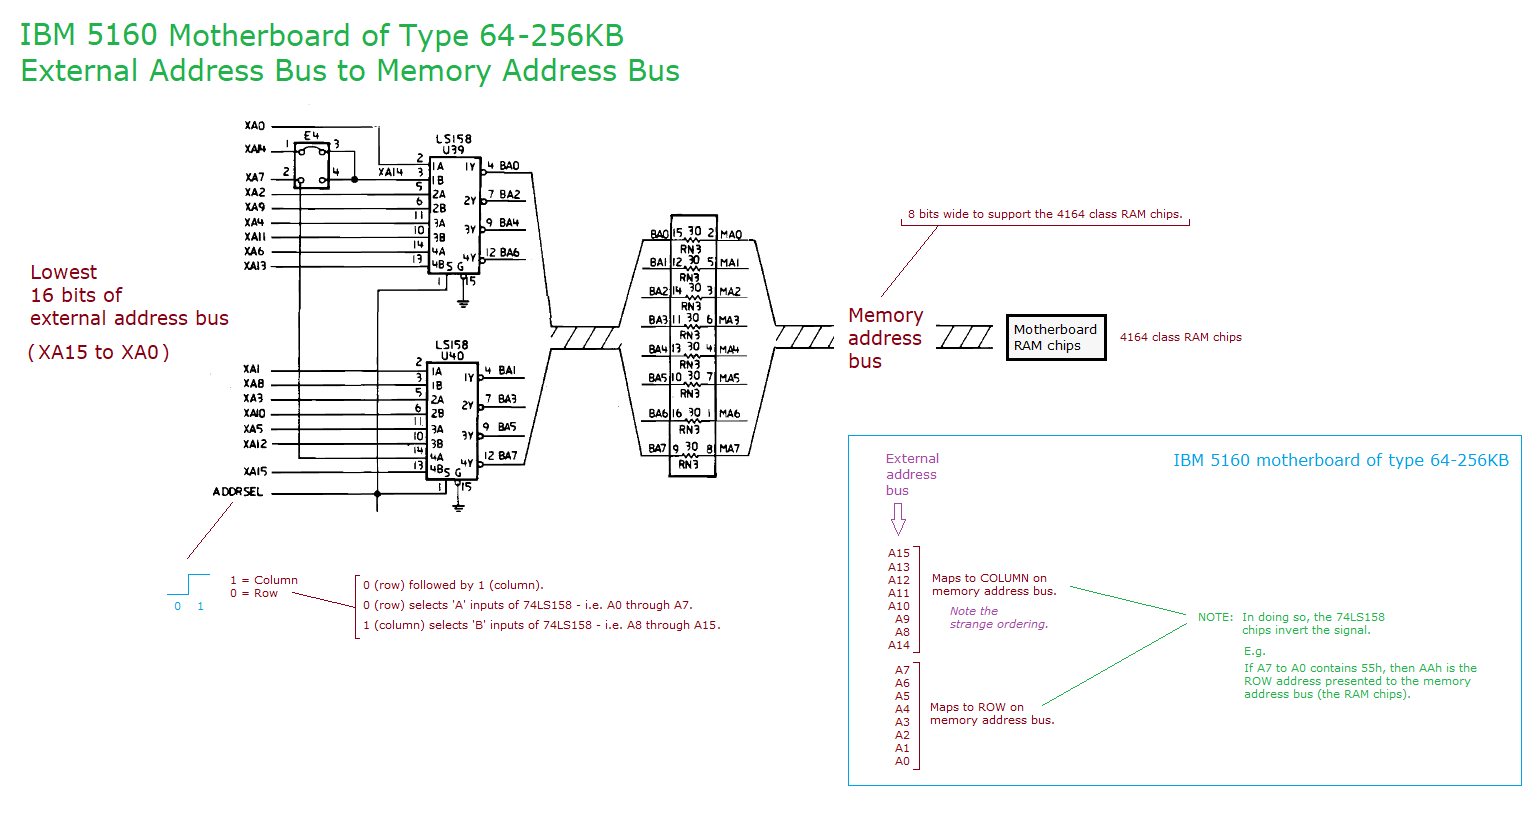 IBM 5160 Motherboard of Type 64-256KB
External Address Bus to Memory Address Bus
XA0
E4
XA14 1 3
XA7 2 4
XA2
XA9
XA4
XA11
XA6
XA13
XA14
LS158
U39
2 1A 1Y 4 BA0
3 1B
5 2A 2Y 7 BA2
6 2B
11 3A 3Y 9 BA4
10 3B
14 4A 4Y 12 BA6
13 4B S G
1 15
Lowest
16 bits of
external address bus
(XA15 to XA0)
LS158
U40
XA1 2 1A 1Y 4 BA1
XA8 3 1B
XA3 5 2A 2Y 7 BA3
XA10 6 2B
XA5 11 3A 3Y 9 BA5
XA12 10 3B
14 4A 4Y 12 BA7
XA15 13 4B S G
ADDRSEL 1 15
BA0 15 30 2 MA0
RN3
BA1 12 30 5 MA1
RN3
BA2 14 30 3 MA2
RN3
BA3 11 30 6 MA3
RN3
BA4 13 30 4 MA4
RN3
BA5 10 30 7 MA5
RN3
BA6 16 30 1 MA6
RN3
BA7 9 30 8 MA7
RN3
8 bits wide to support the 4164 class RAM chips.
Memory
address
bus
Motherboard
RAM chips
4164 class RAM chips
0 1
1 = Column
0 = Row
0 (row) followed by 1 (column).
0 (row) selects 'A' inputs of 74LS158 - i.e. A0 through A7.
1 (column) selects 'B' inputs of 74LS158 - i.e. A8 through A15.
IBM 5160 motherboard of type 64-256KB
External
address
bus
A15
A13
A12
A11
A10
A9
A8
A14
Maps to COLUMN on
memory address bus.
Note the
strange ordering.
A7
A6
A5
A4
A3
A2
A1
A0
Maps to ROW on
memory address bus.
NOTE: In doing so, the 74LS158
chips invert the signal.
E.g.
If A7 to A0 contains 55h, then AAh is the
ROW address presented to the memory
address bus (the RAM chips).